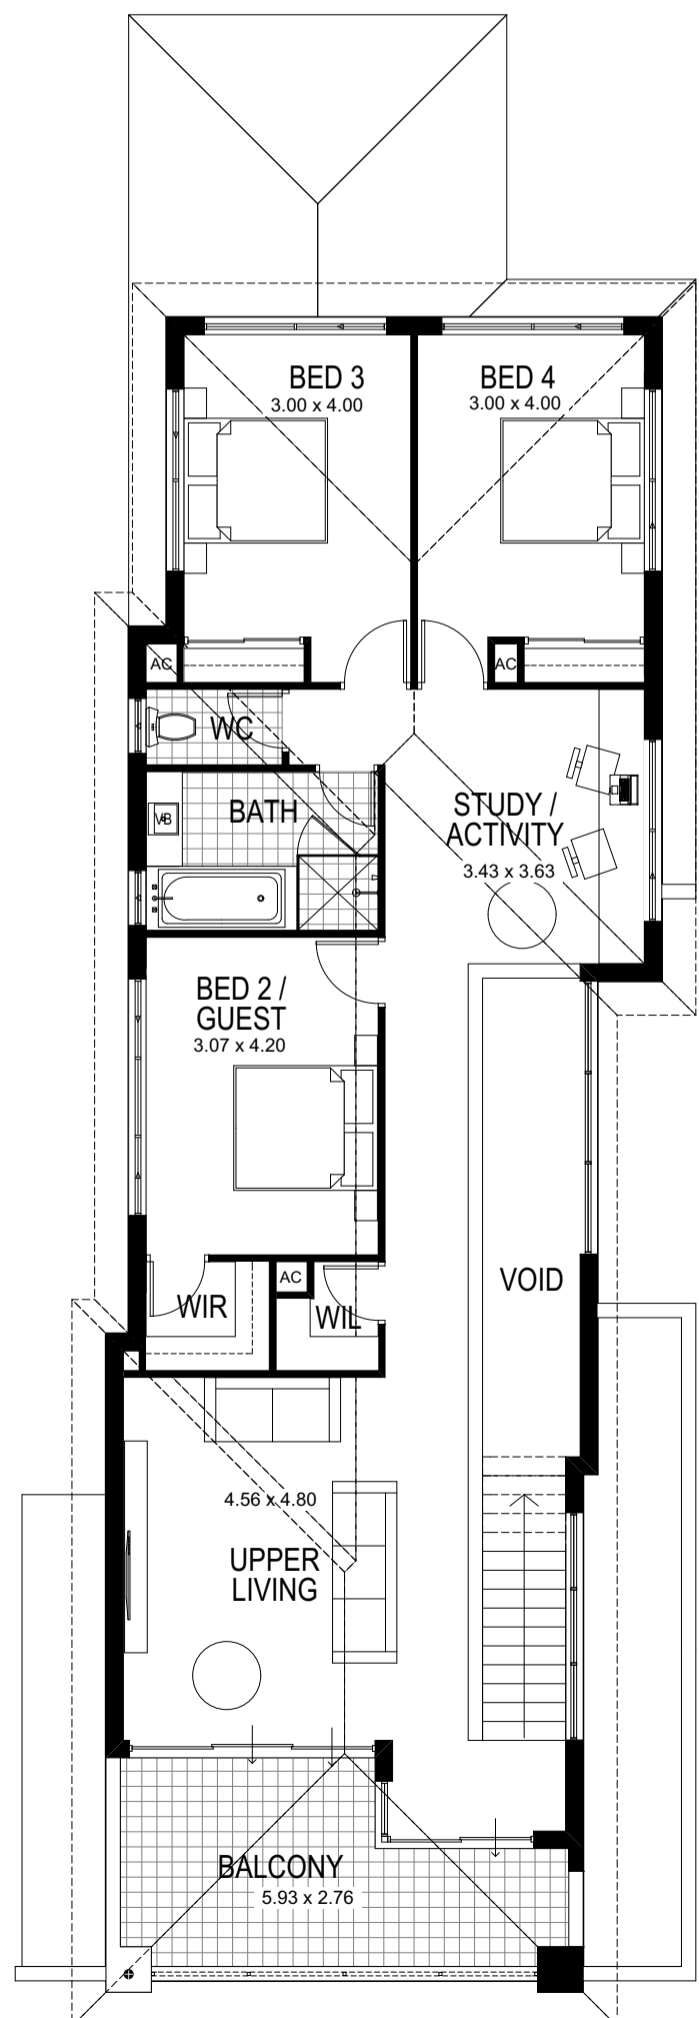 BED 3
3.00 x 4.00
BED 4
3.00 x 4.00
AC
AC
WC
BATH
VB
STUDY /
ACTIVITY
3.43 x 3.63
BED 2 /
GUEST
3.07 x 4.20
VOID
AC
WIR
WIL
4.56 x 4.80
UPPER
LIVING
BALCONY
5.93 x 2.76